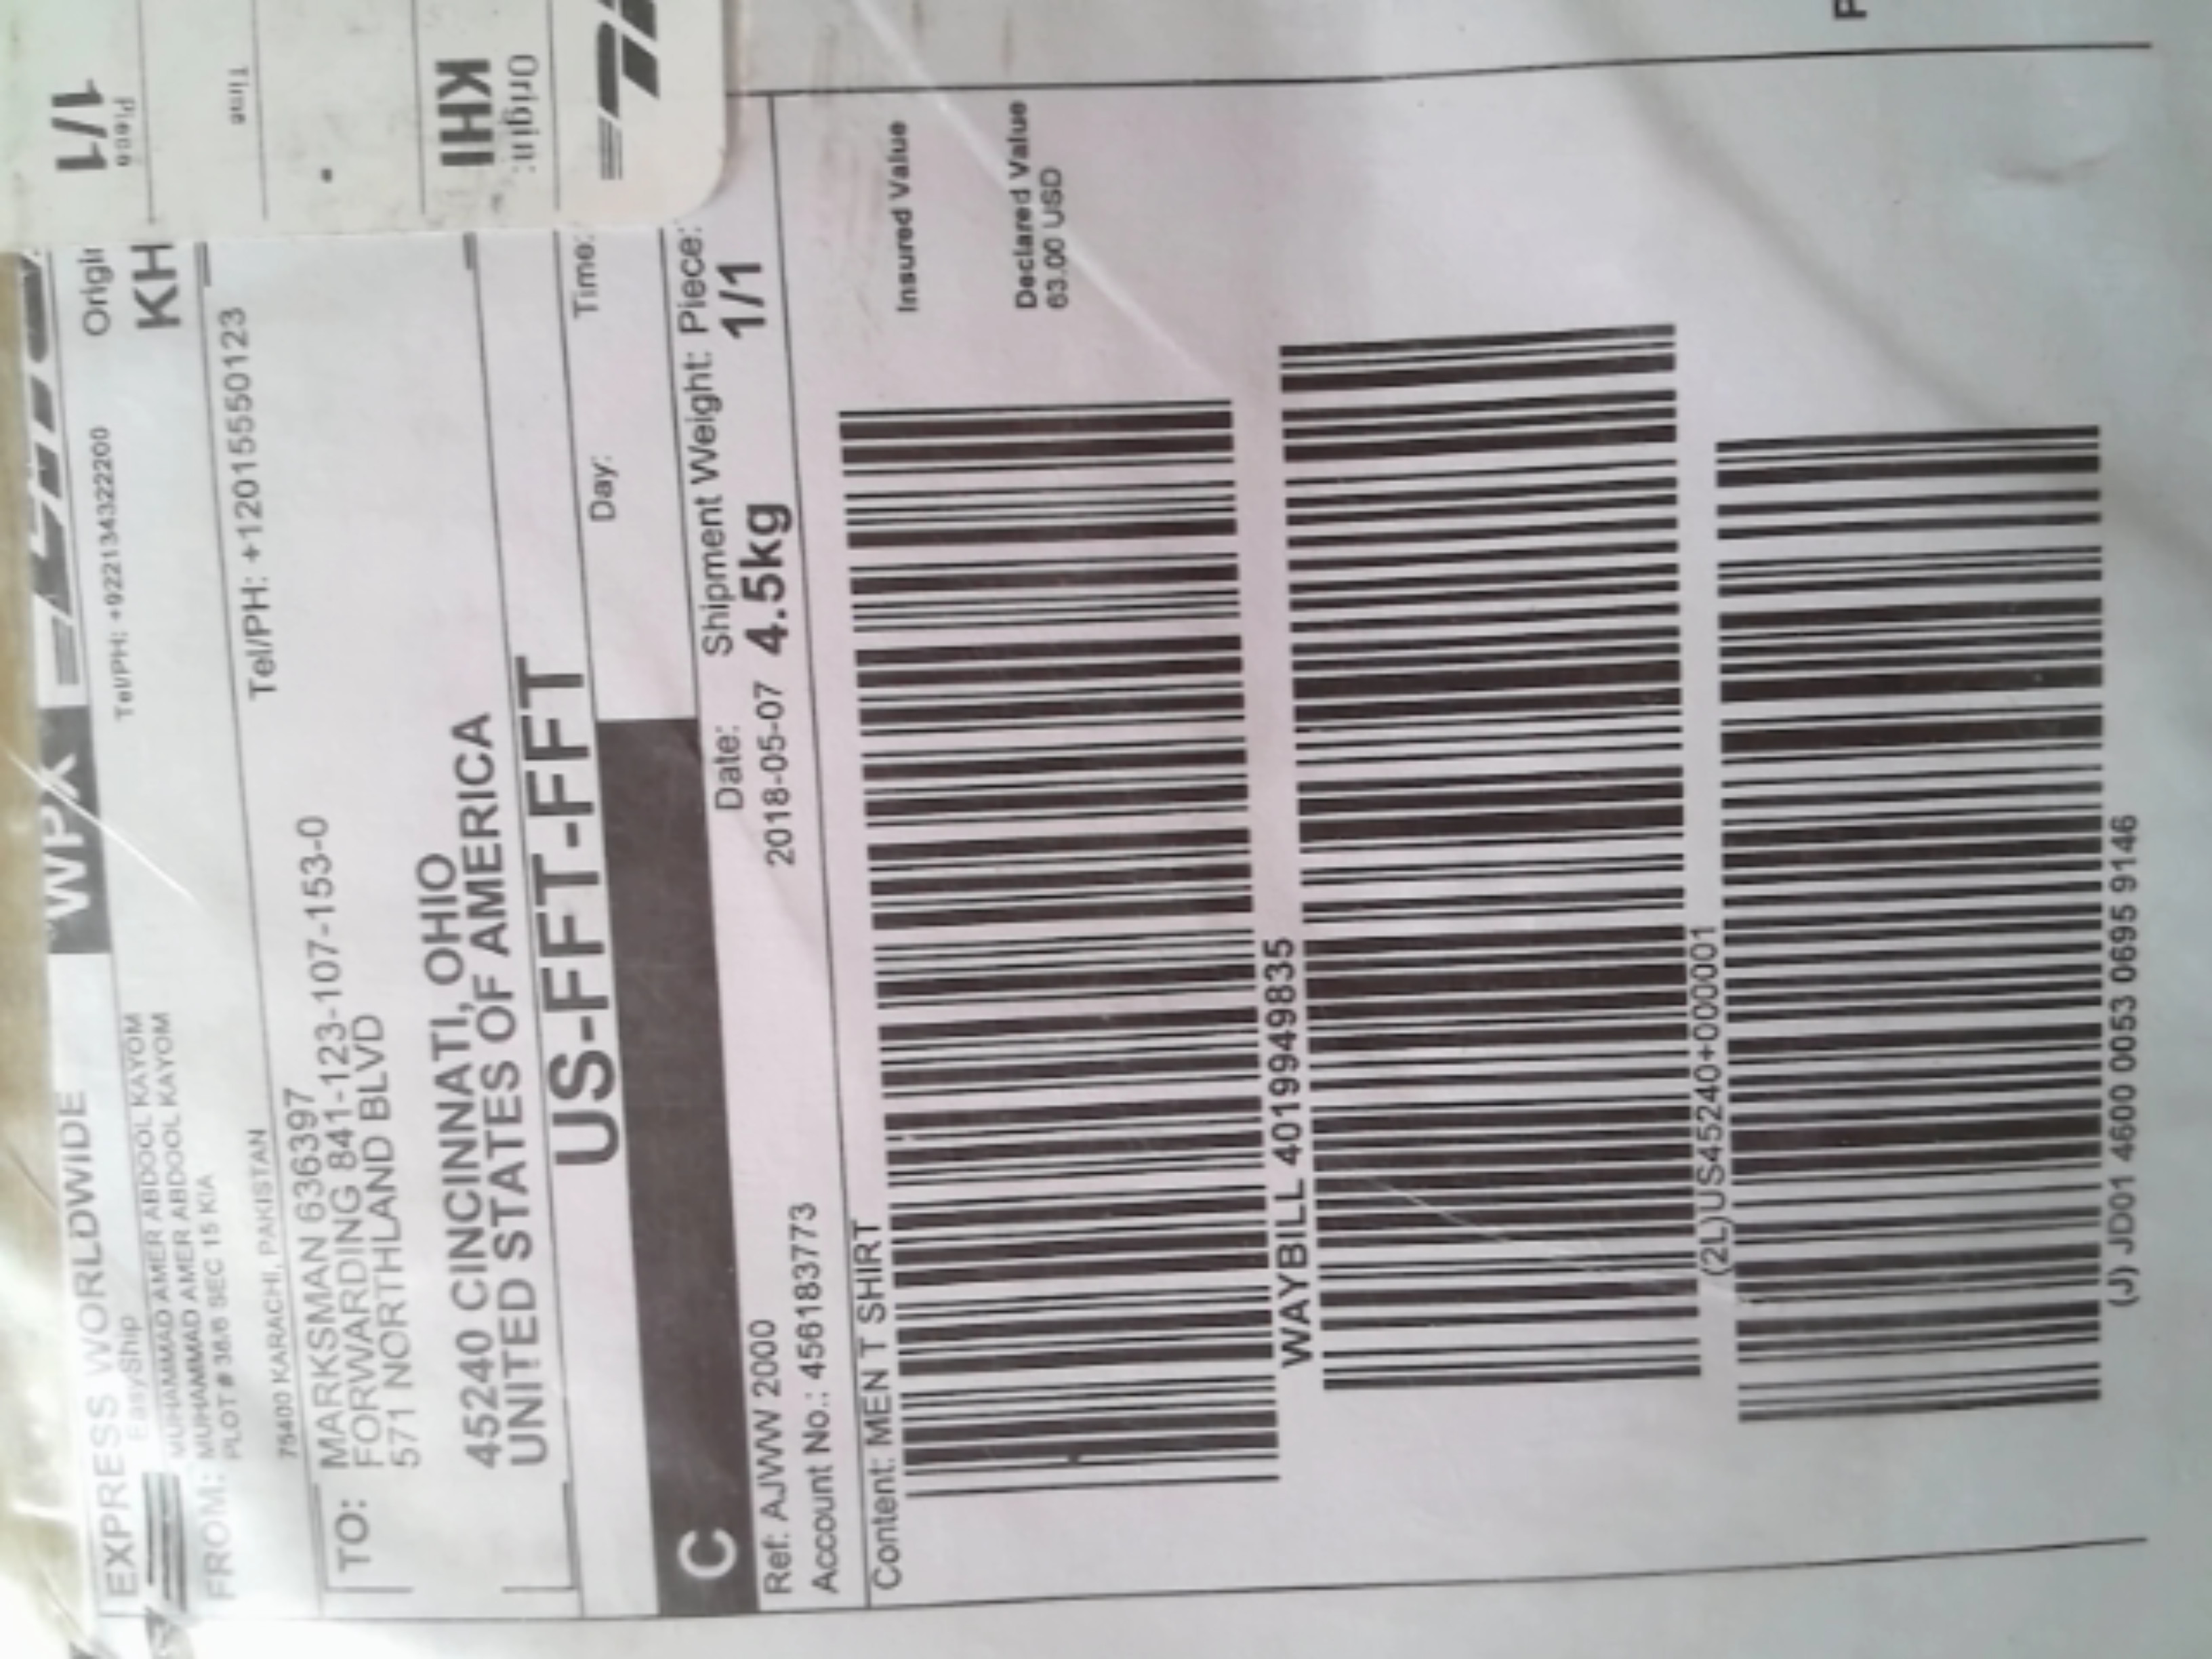 EXPRESS WORLDWIDE
WPX
EasyShip
MUHAMMAD AMER ABDOOL KAYOM
FROM: MUHAMMAD AMER ABDOOL KAYOM
PLOT # 36/6 SEC 15 KIA
Tel/PH: +922134322200
75400 KARACHI, PAKISTAN
KH
TO: MARKSMAN 636397
FORWARDING 841-123-107-153-0
571 NORTHLAND BLVD
Tel/PH: +12015550123
45240 CINCINNATI, OHIO
UNITED STATES OF AMERICA
US-FFT-FFT
C
Day:
Time:
Ref: AJWW 2000
Account No.: 456183773
Date:
2018-05-07
Shipment Weight:
4.5kg
Piece:
1/1
Content: MEN T SHIRT
Insured Value
Declared Value
63.00 USD
WAYBILL 4019949835
(2L)US45240+000001
(J) JD01 4600 0053 0695 9146
1/1
Piece
Time
KHI
Origin: